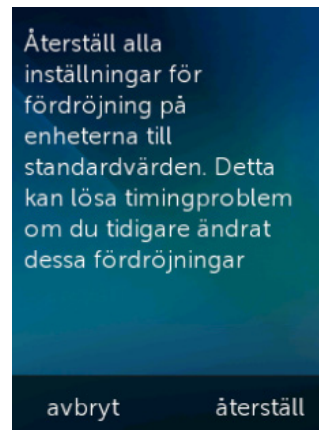 Återställ alla
inställningar för
fördröjning på
enheterna till
standardvärden. Detta
kan lösa timingproblem
om du tidigare ändrat
dessa fördröjningar
avbryt återställ